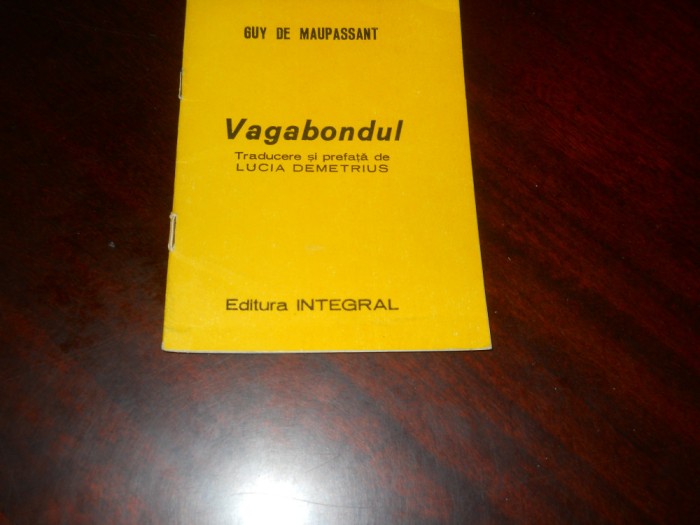 GUY DE MAUPASSANT
Vagabondul
Traducere și prefață de
LUCIA DEMETRIUS
Editura INTEGRAL